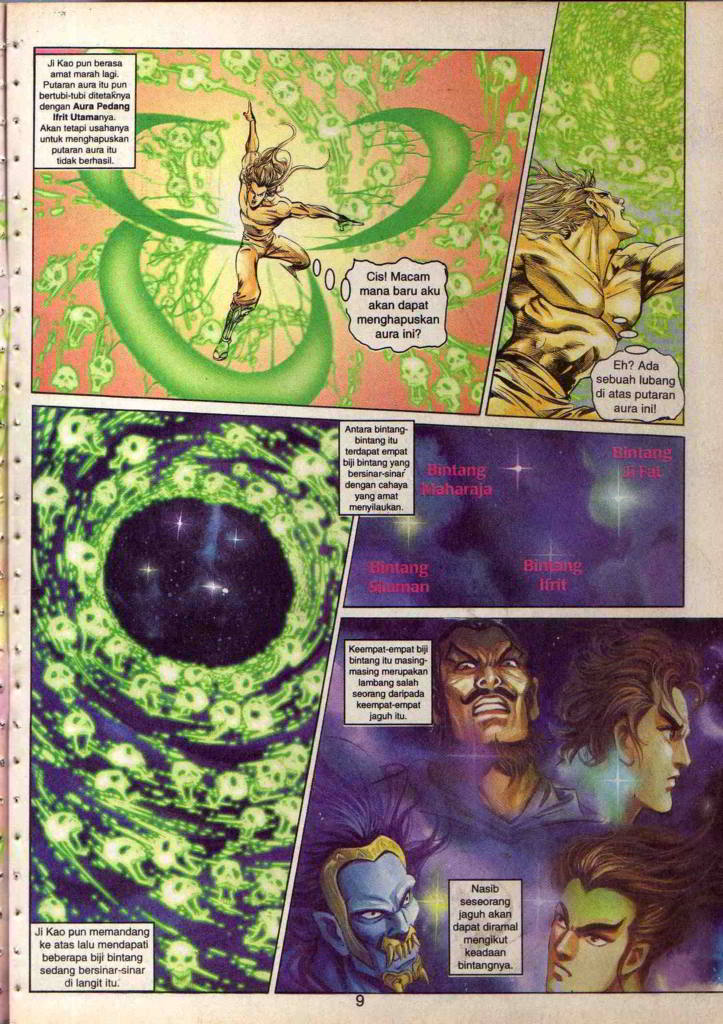 Ji Kao pun berasa
amat marah lagi.
Putaran aura itu pun
bertubi-tubi ditetaknya
dengan Aura Pedang
Ifrit Utamanya.
Akan tetapi usahanya
untuk menghapuskan
putaran aura itu
tidak berhasil.
Cis! Macam
mana baru aku
akan dapat
menghapuskan
aura ini?
Eh? Ada
sebuah lubang
di atas putaran
aura ini!
Antara bintang-
bintang itu
terdapat empat
biji bintang yang
bersinar-sinar
dengan cahaya
yang amat
menyilaukan.
Bintang
Maharaja
Bintang
Ji Fat
Bintang
Siluman
Bintang
Ifrit
Ji Kao pun memandang
ke atas lalu mendapati
beberapa biji bintang
sedang bersinar-sinar
di langit itu.
Keempat-empat biji
bintang itu masing-
masing merupakan
lambang salah
seorang daripada
keempat-empat
jaguh itu.
Nasib
seseorang
jaguh akan
dapat diramal
mengikut
keadaan
bintangnya.
9